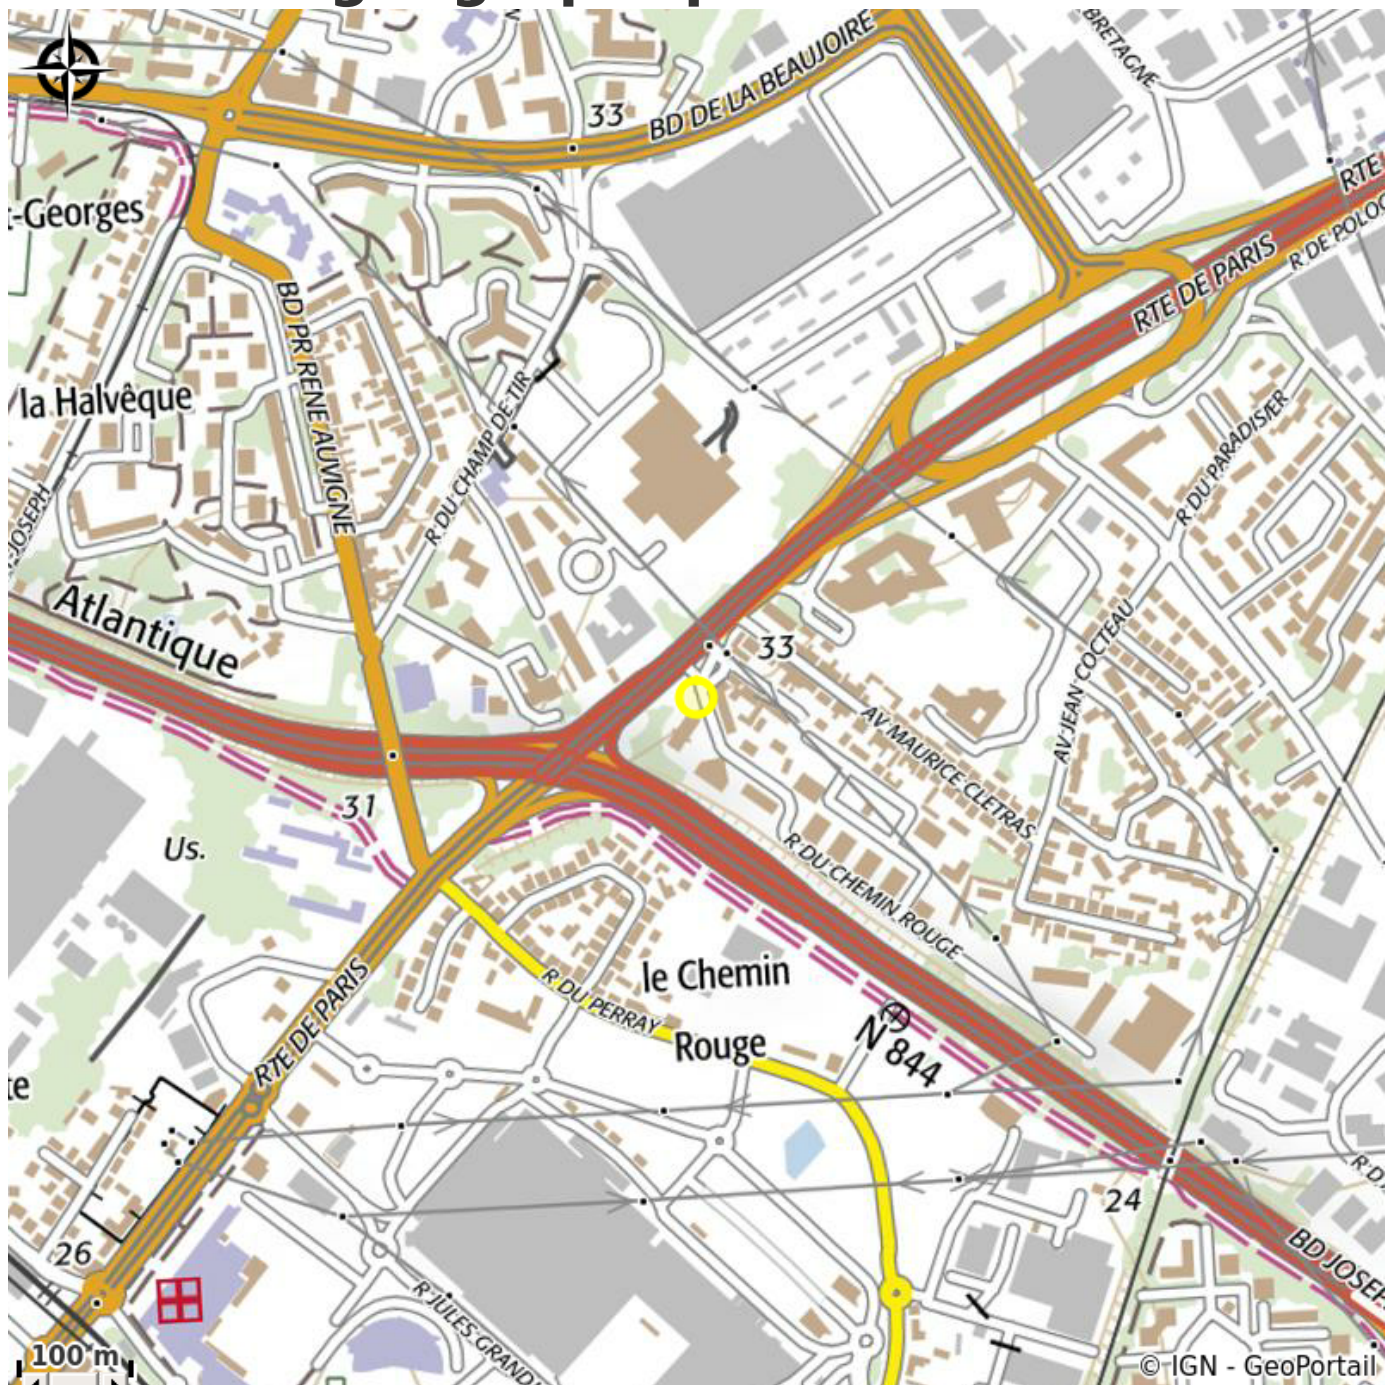 BRETAGNE
33
BD DE LA BEAUJOIRE
RTE
-Georges
R DE POLOG
RTE DE PARIS
BD PR RENE AUVIGNE
la Halvêque
R DU CHAMP DE TIR
R DU PARADISIER
JOSEPH
Atlantique
33
AV JEAN COCTEAU
AV MAURICE CLETRAS
31
Us.
R DU CHEMIN ROUGE
le Chemin
Rouge
R DU PERRAY
RTE DE PARIS
N 844
te
24
26
BD JOSEP
R JULES GRAND
100 m
© IGN - GeoPortail